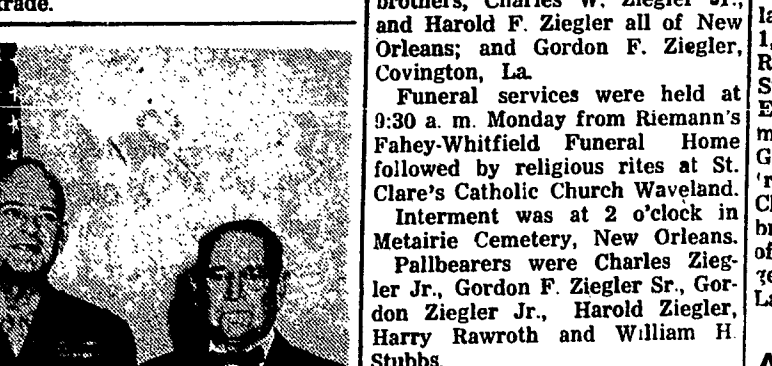 trade.
brothers, Charles W. Ziegler Jr.,
and Harold F. Ziegler all of New
Orleans; and Gordon F. Ziegler,
Covington, La.
Funeral services were held at
9:30 a. m. Monday from Riemann's
Fahey-Whitfield Funeral Home
followed by religious rites at St.
Clare's Catholic Church Waveland.
Interment was at 2 o'clock in
Metairie Cemetery, New Orleans.
Pallbearers were Charles Zieg-
ler Jr., Gordon F. Ziegler Sr., Gor-
don Ziegler Jr., Harold Ziegler,
Harry Rawroth and William H.
Stubbs.